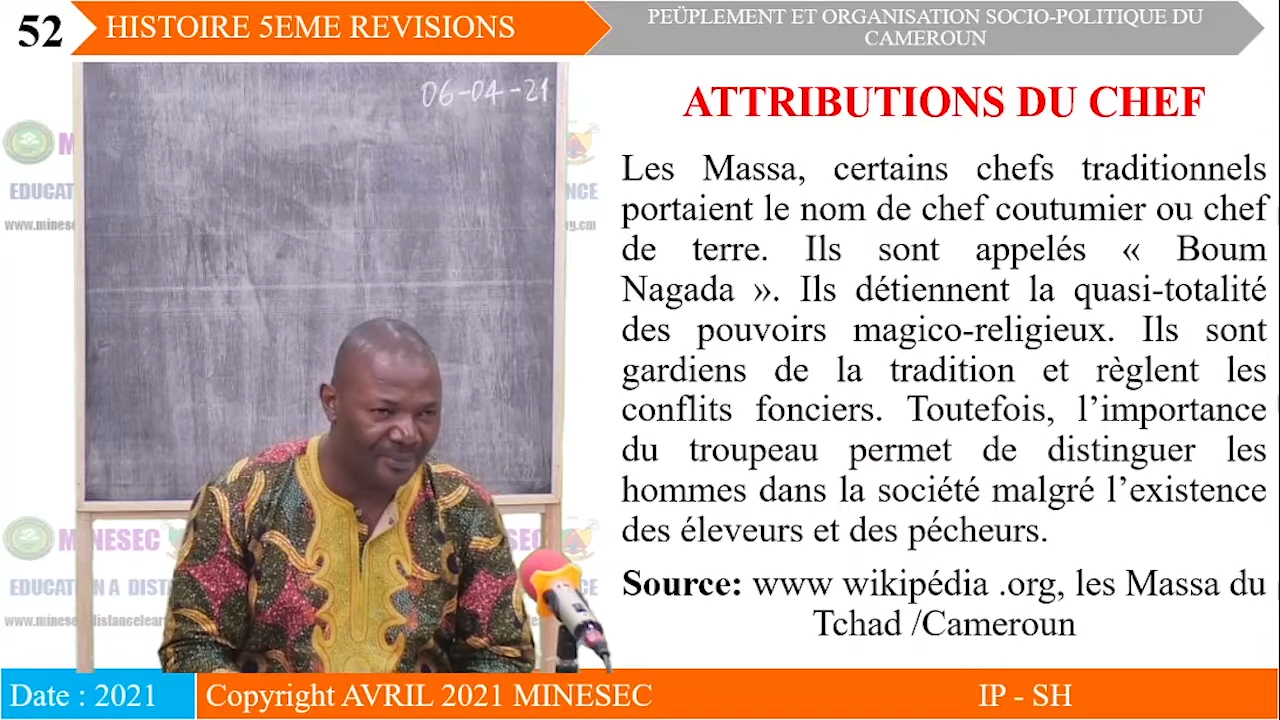 52
HISTOIRE 5EME REVISIONS
PEÜPLEMENT ET ORGANISATION SOCIO-POLITIQUE DU
CAMEROUN
06-04-21
ATTRIBUTIONS DU CHEF
Les Massa, certains chefs traditionnels
portaient le nom de chef coutumier ou chef
de terre. Ils sont appelés « Boum
Nagada ». Ils détiennent la quasi-totalité
des pouvoirs magico-religieux. Ils sont
gardiens de la tradition et règlent les
conflits fonciers. Toutefois, l’importance
du troupeau permet de distinguer les
hommes dans la société malgré l’existence
des éleveurs et des pécheurs.
Source: www wikipédia .org, les Massa du
Tchad /Cameroun
MINESEC
Date : 2021
Copyright AVRIL 2021 MINESEC
IP - SH